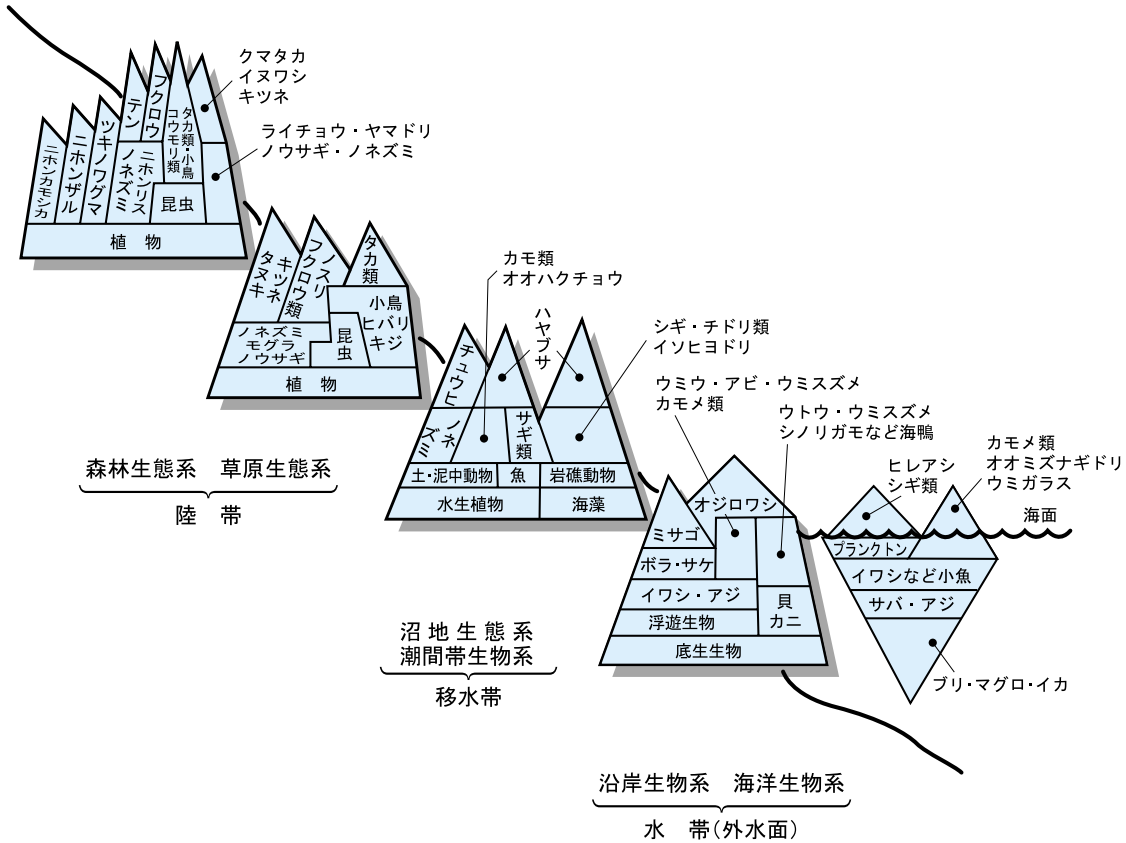 クマタカ
イヌワシ
キツネ
ライチョウ・ヤマドリ
ノウサギ・ノネズミ
ニホンカモシカ
ニホンザル
ツキノワグマ
テン
フクロウ
タカ類・小鳥
コウモリ類
ニホンリス
ノネズミ
昆虫
植 物
キツネ
タヌキ
ノスリ
フクロウ類
タカ類
小鳥
ヒバリ
キジ
ノネズミ
モグラ
ノウサギ
昆虫
植 物
森林生態系 草原生態系
陸 帯
カモ類
オオハクチョウ
ハヤブサ
シギ・チドリ類
イソヒヨドリ
チュウヒ
ノネズミ
サギ類
土・泥中動物
魚
岩礁動物
水生植物
海藻
沼地生態系
潮間帯生物系
移水帯
ウミウ・アビ・ウミスズメ
カモメ類
ウトウ・ウミスズメ
シノリガモなど海鴨
オジロワシ
ミサゴ
ボラ・サケ
イワシ・アジ
貝
カニ
浮遊生物
底生生物
ヒレアシ
シギ類
カモメ類
オオミズナギドリ
ウミガラス
海面
プランクトン
イワシなど小魚
サバ・アジ
ブリ・マグロ・イカ
沿岸生物系 海洋生物系
水 帯(外水面)